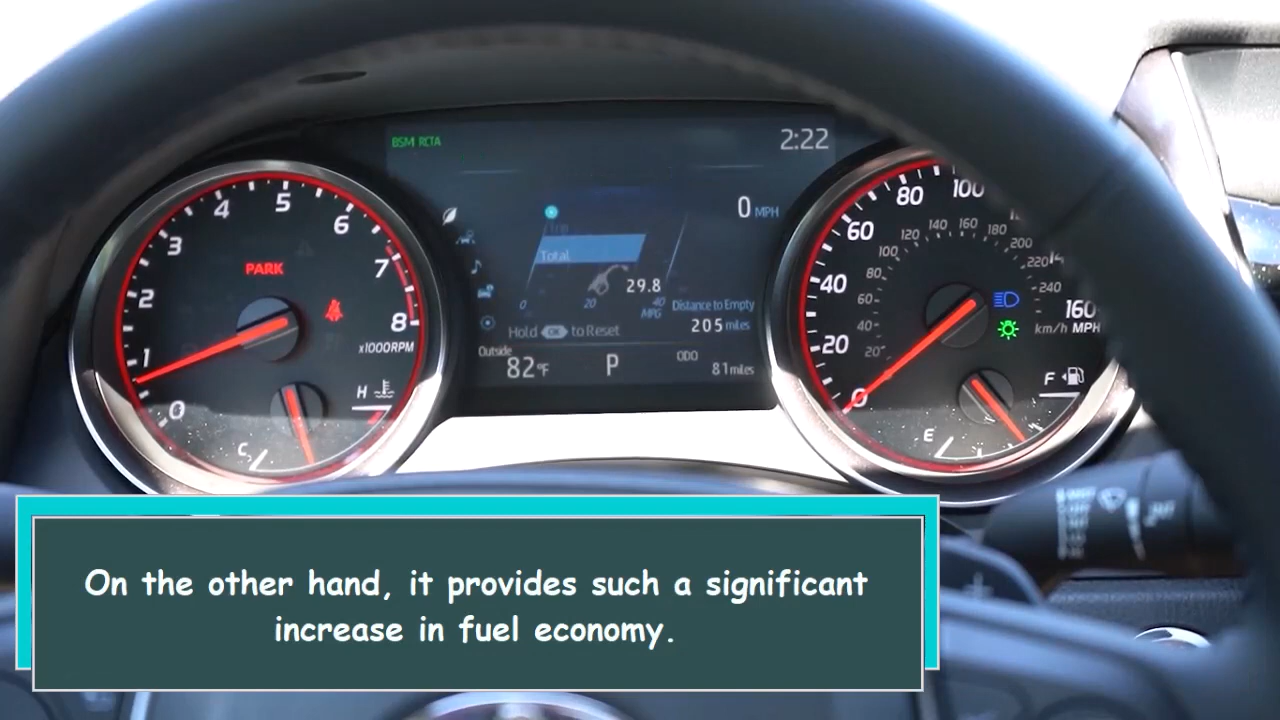 BSM RCTA
2:22
0 MPH
Total
29.8
0 20 40
MPG
Distance to Empty
205 miles
Hold OK to Reset
Outside
82°F
P
ODO
81 miles
0 1 2 3 4 5 6 7 8
PARK
x1000RPM
H
C
0 20 40 60 80 100 160
20 40 60 80 100 120 140 160 180 200 220 240
km/h MPH
F
E
On the other hand, it provides such a significant
increase in fuel economy.